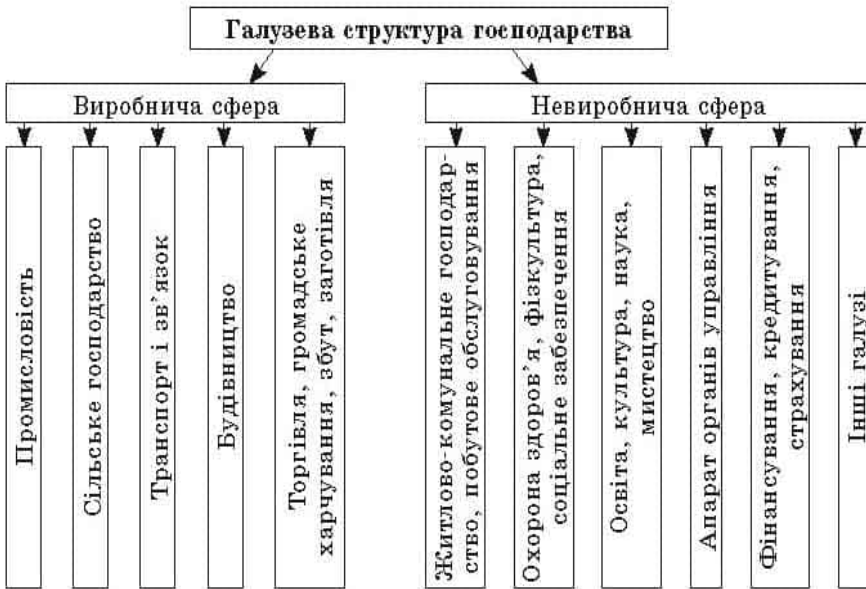 Галузева структура господарства
Виробнича сфера
Невиробнича сфера
Промисловість
Сільське господарство
Транспорт і зв’язок
Будівництво
Торгівля, громадське
харчування, збут, заготівля
Житлово-комунальне господар-
ство, побутове обслуговування
Охорона здоров’я, фізкультура,
соціальне забезпечення
Освіта, культура, наука,
мистецтво
Апарат органів управління
Фінансування, кредитування,
страхування
Інші галузі